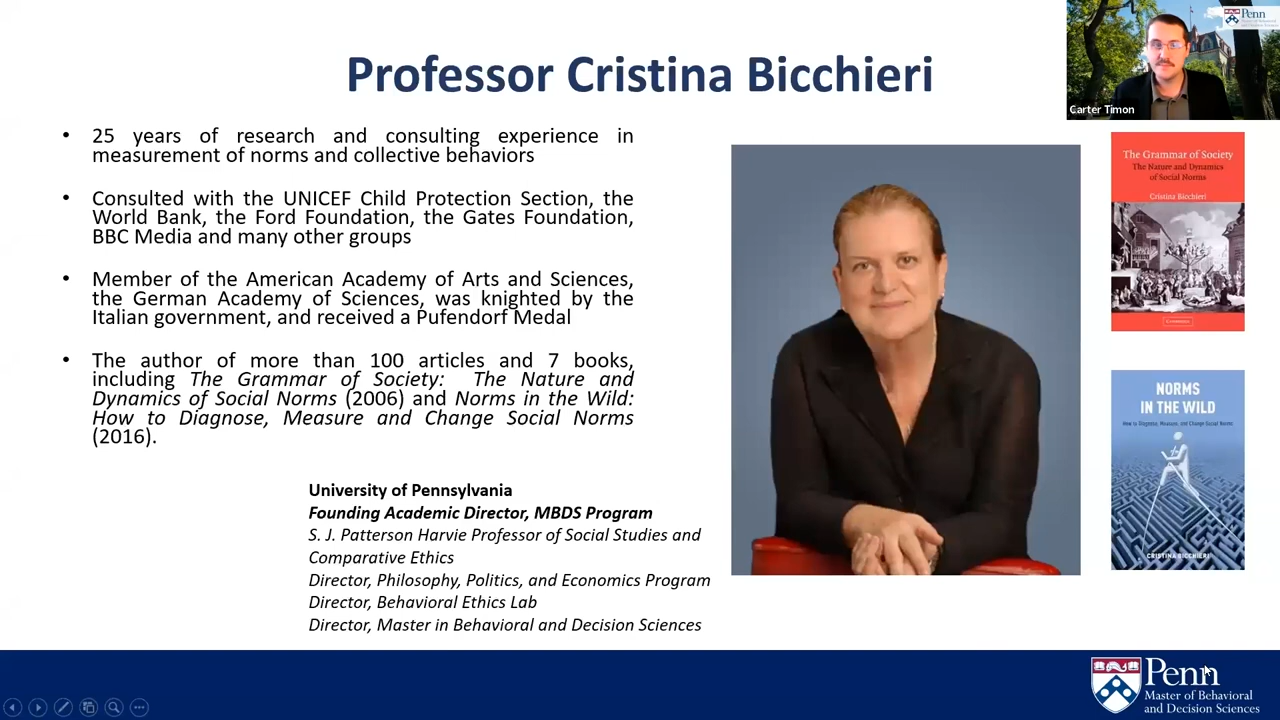 Professor Cristina Bicchieri
Penn
Carter Timon
• 25 years of research and consulting experience in
measurement of norms and collective behaviors
• Consulted with the UNICEF Child Protection Section, the
World Bank, the Ford Foundation, the Gates Foundation,
BBC Media and many other groups
• Member of the American Academy of Arts and Sciences,
the German Academy of Sciences, was knighted by the
Italian government, and received a Pufendorf Medal
• The author of more than 100 articles and 7 books,
including The Grammar of Society: The Nature and
Dynamics of Social Norms (2006) and Norms in the Wild:
How to Diagnose, Measure and Change Social Norms
(2016).
University of Pennsylvania
Founding Academic Director, MBDS Program
S. J. Patterson Harvie Professor of Social Studies and
Comparative Ethics
Director, Philosophy, Politics, and Economics Program
Director, Behavioral Ethics Lab
Director, Master in Behavioral and Decision Sciences
The Grammar of Society
The Nature and Dynamics
of Social Norms
Cristina Bicchieri
NORMS
IN THE WILD
How to Diagnose, Measure, and Change Social Norms
CRISTINA BICCHIERI
Penn
Master of Behavioral
and Decision Sciences